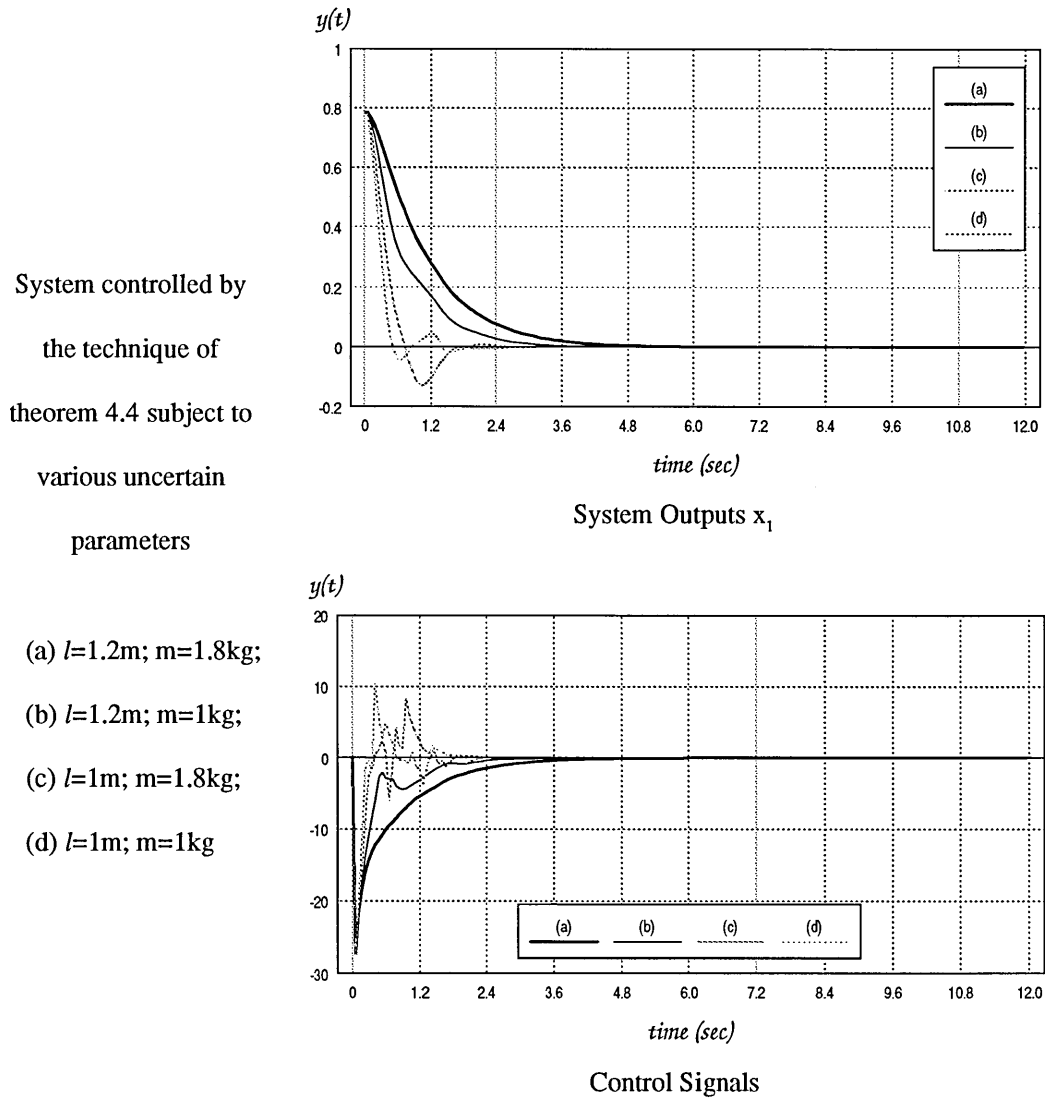 System controlled by
the technique of
theorem 4.4 subject to
various uncertain
parameters
(a) l=1.2m; m=1.8kg;
(b) l=1.2m; m=1kg;
(c) l=1m; m=1.8kg;
(d) l=1m; m=1kg
y(t)
1
0.8
0.6
0.4
0.2
0
-0.2
0 1.2 2.4 3.6 4.8 6.0 7.2 8.4 9.6 10.8 12.0
(a)
(b)
(c)
(d)
time (sec)
System Outputs x₁
y(t)
20
10
0
-10
-20
-30
(a) (b) (c) (d)
0 1.2 2.4 3.6 4.8 6.0 7.2 8.4 9.6 10.8 12.0
time (sec)
Control Signals